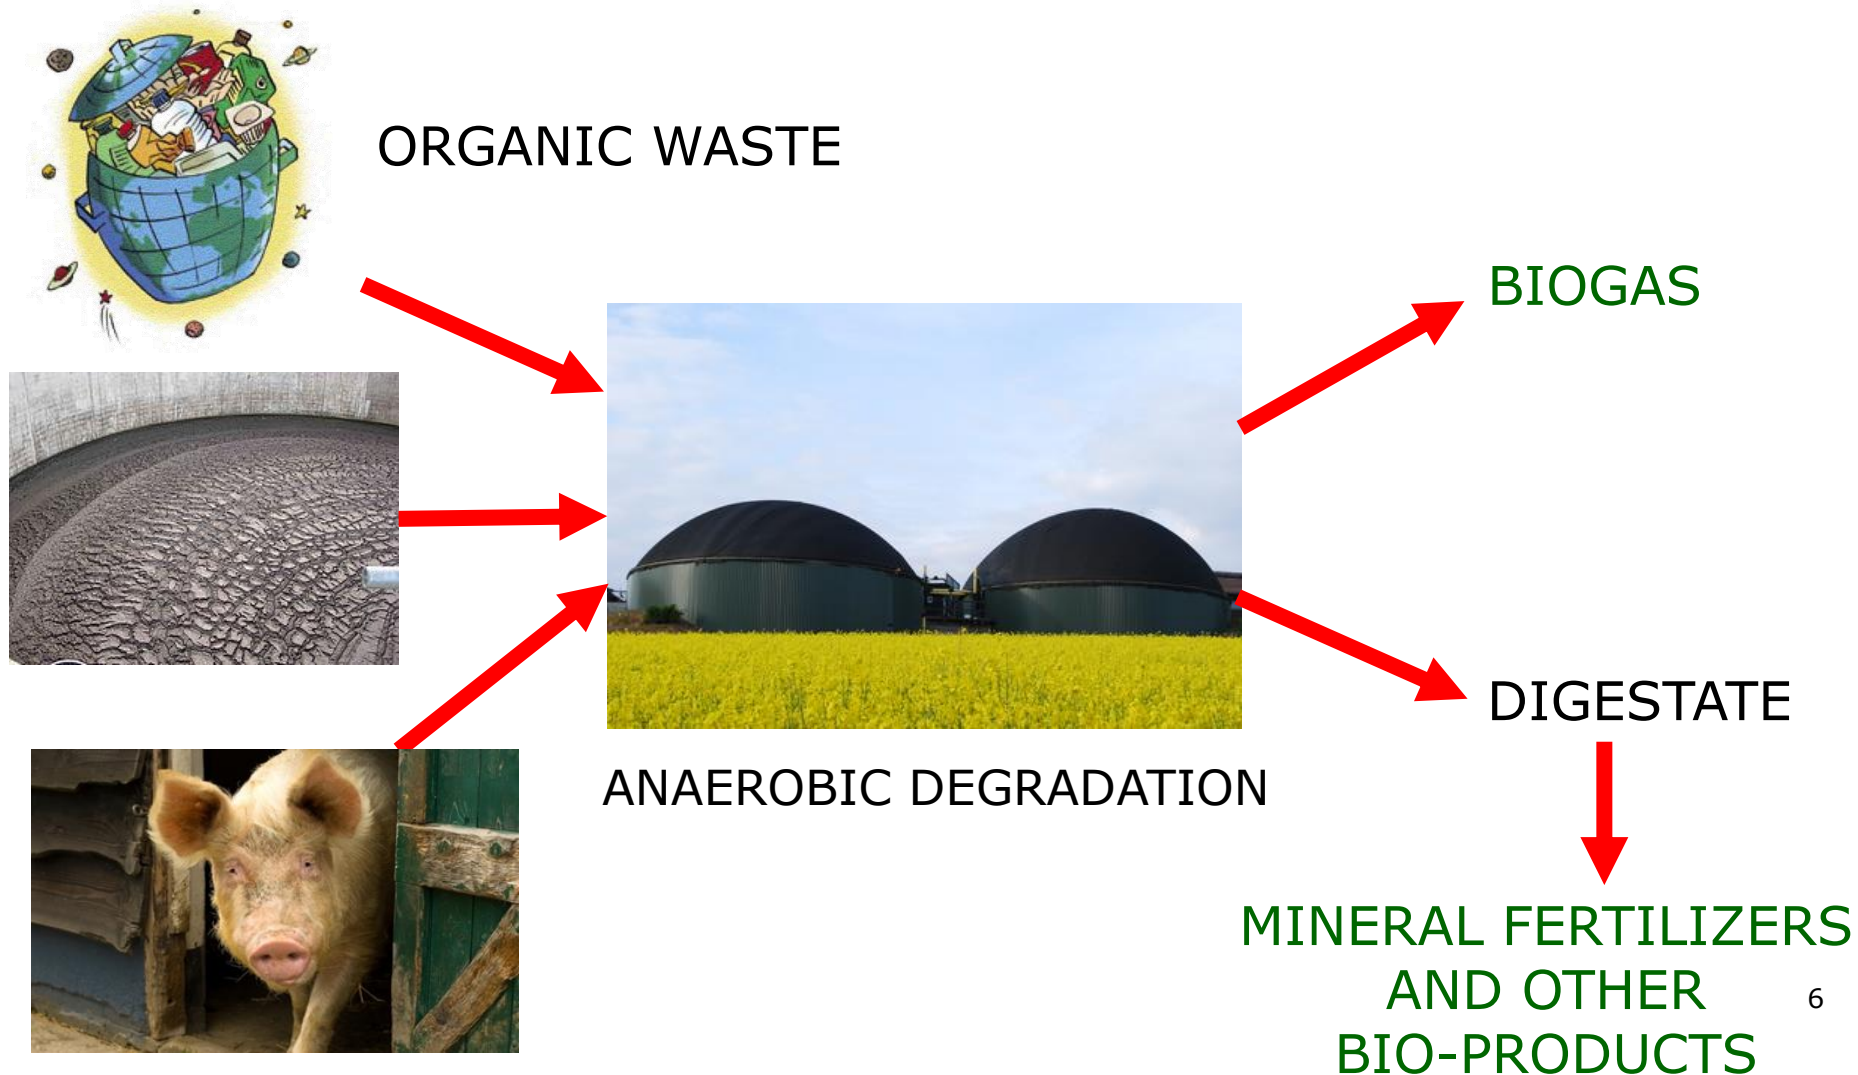 ORGANIC WASTE
BIOGAS
DIGESTATE
ANAEROBIC DEGRADATION
MINERAL FERTILIZERS
AND OTHER
BIO-PRODUCTS
6